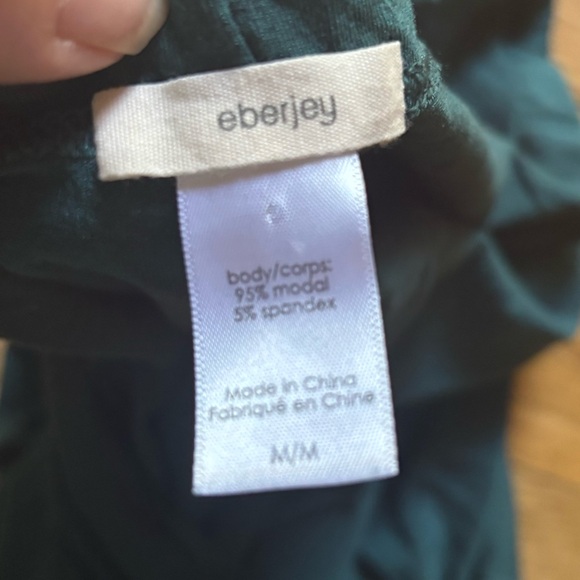 eberjey
body/corps:
95% modal
5% spandex
Made in China
Fabriqué en Chine
M/M